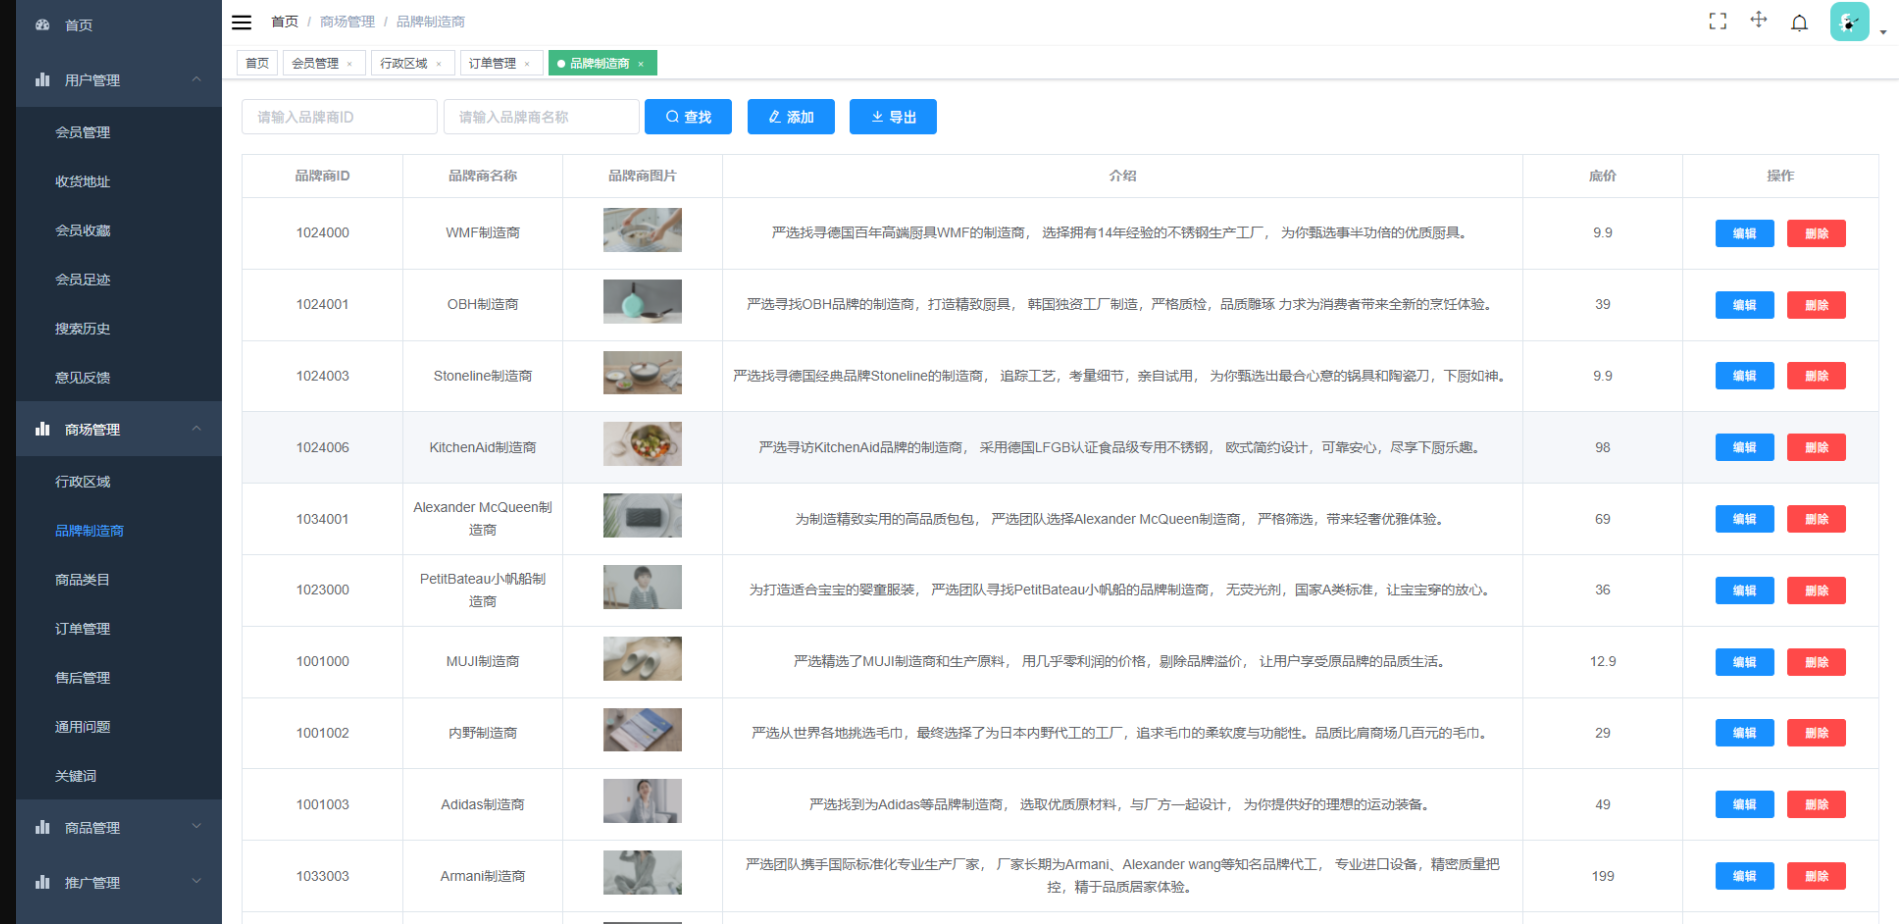 首页
用户管理
会员管理
收货地址
会员收藏
会员足迹
搜索历史
意见反馈
商场管理
行政区域
品牌制造商
商品类目
订单管理
售后管理
通用问题
关键词
商品管理
推广管理
首页 / 商场管理 / 品牌制造商
首页 会员管理 × 行政区域 × 订单管理 × 品牌制造商 ×
请输入品牌商ID 请输入品牌商名称 查找 添加 导出
品牌商ID 品牌商名称 品牌商图片 介绍 底价 操作
1024000 WMF制造商 严选找寻德国百年高端厨具WMF的制造商， 选择拥有14年经验的不锈钢生产工厂， 为你甄选事半功倍的优质厨具。 9.9 编辑 删除
1024001 OBH制造商 严选寻找OBH品牌的制造商，打造精致厨具， 韩国独资工厂制造，严格质检，品质雕琢 力求为消费者带来全新的烹饪体验。 39 编辑 删除
1024003 Stoneline制造商 严选找寻德国经典品牌Stoneline的制造商， 追踪工艺，考量细节，亲自试用， 为你甄选出最合心意的锅具和陶瓷刀，下厨如神。 9.9 编辑 删除
1024006 KitchenAid制造商 严选寻访KitchenAid品牌的制造商， 采用德国LFGB认证食品级专用不锈钢， 欧式简约设计，可靠安心，尽享下厨乐趣。 98 编辑 删除
1034001 Alexander McQueen制
造商 为制造精致实用的高品质包包， 严选团队选择Alexander McQueen制造商， 严格筛选，带来轻奢优雅体验。 69 编辑 删除
1023000 PetitBateau小帆船制
造商 为打造适合宝宝的婴童服装， 严选团队寻找PetitBateau小帆船的品牌制造商， 无荧光剂，国家A类标准，让宝宝穿的放心。 36 编辑 删除
1001000 MUJI制造商 严选精选了MUJI制造商和生产原料， 用几乎零利润的价格，剔除品牌溢价， 让用户享受原品牌的品质生活。 12.9 编辑 删除
1001002 内野制造商 严选从世界各地挑选毛巾，最终选择了为日本内野代工的工厂，追求毛巾的柔软度与功能性。品质比肩商场几百元的毛巾。 29 编辑 删除
1001003 Adidas制造商 严选找到为Adidas等品牌制造商， 选取优质原材料，与厂方一起设计， 为你提供好的理想的运动装备。 49 编辑 删除
1033003 Armani制造商 严选团队携手国际标准化专业生产厂家， 厂家长期为Armani、Alexander wang等知名品牌代工， 专业进口设备，精密质量把
控，精于品质居家体验。 199 编辑 删除